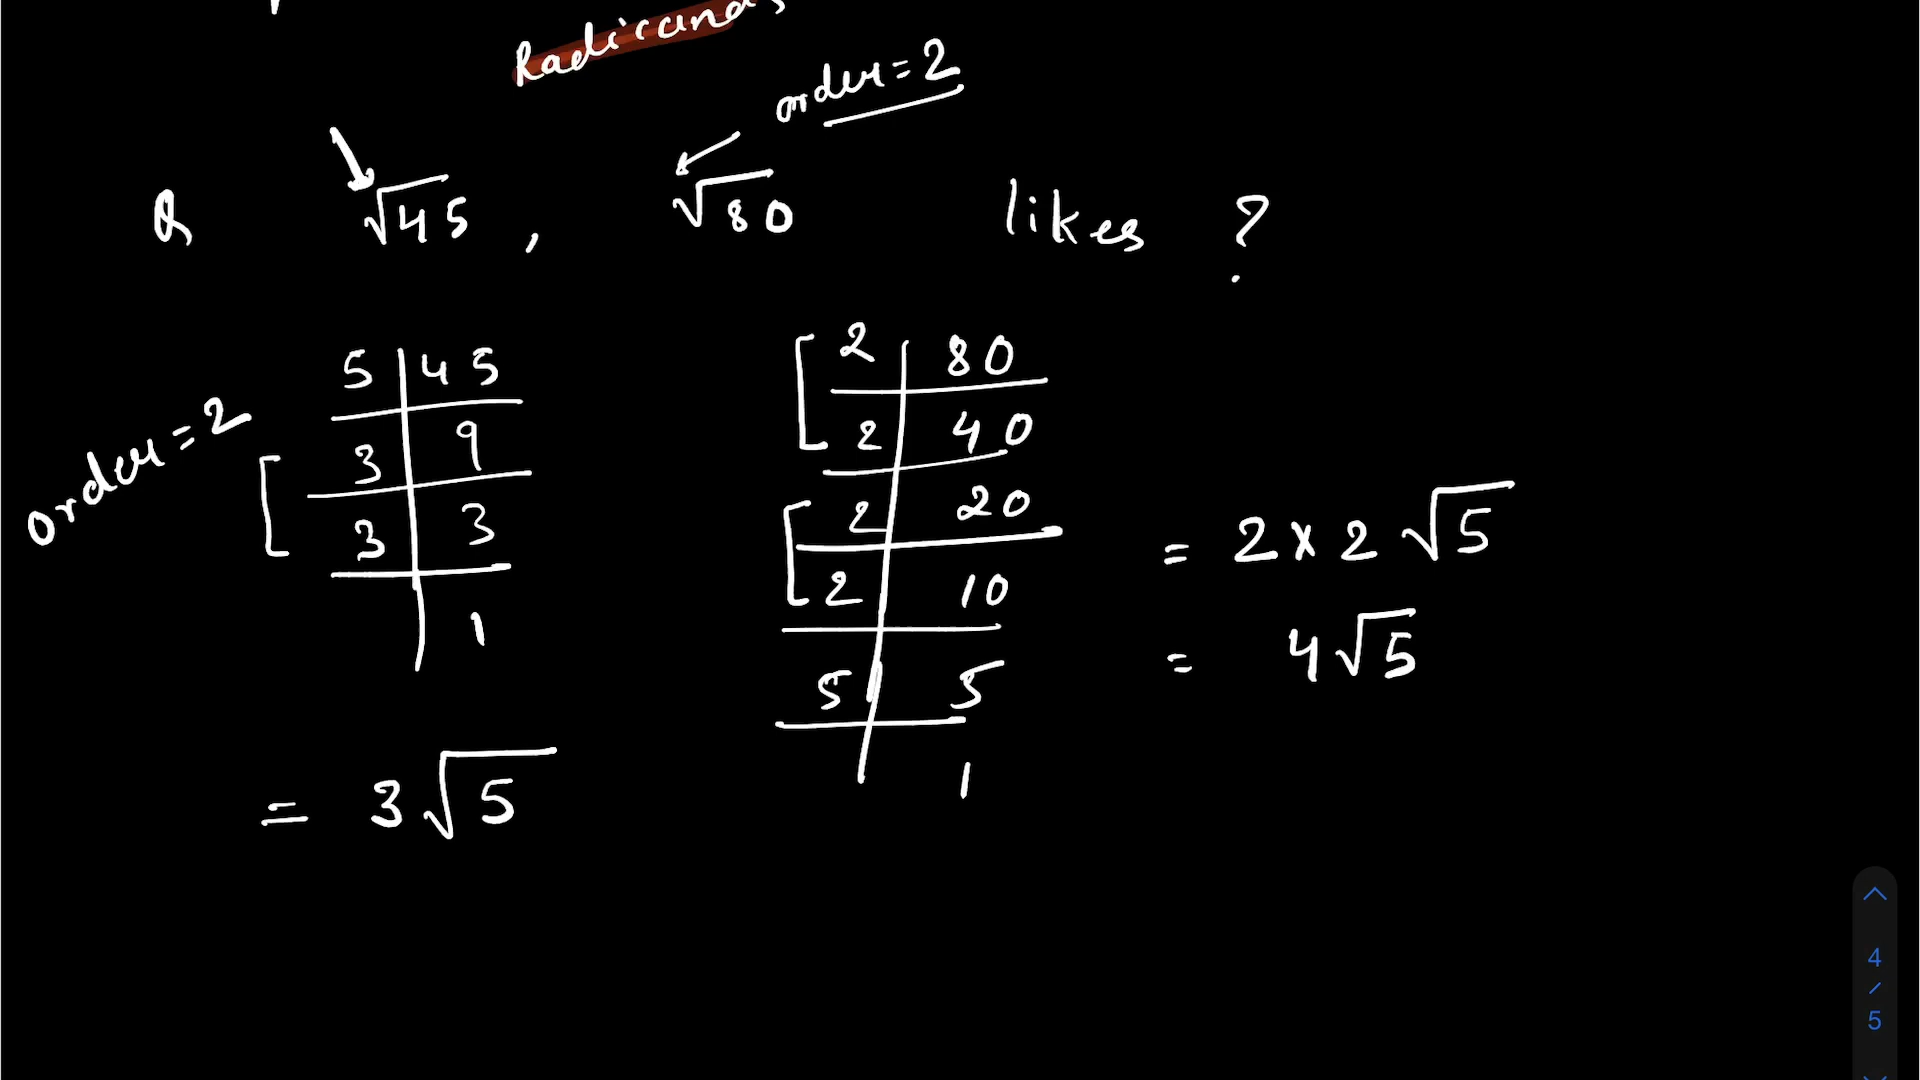 Radicand
order = 2
Q √45 , √80 likes ?
order = 2
5 | 45
3 | 9
3 | 3
1
2 | 80
2 | 40
2 | 20
2 | 10
5 | 5
1
= 2 × 2 √5
= 4√5
= 3√5
4
/
5